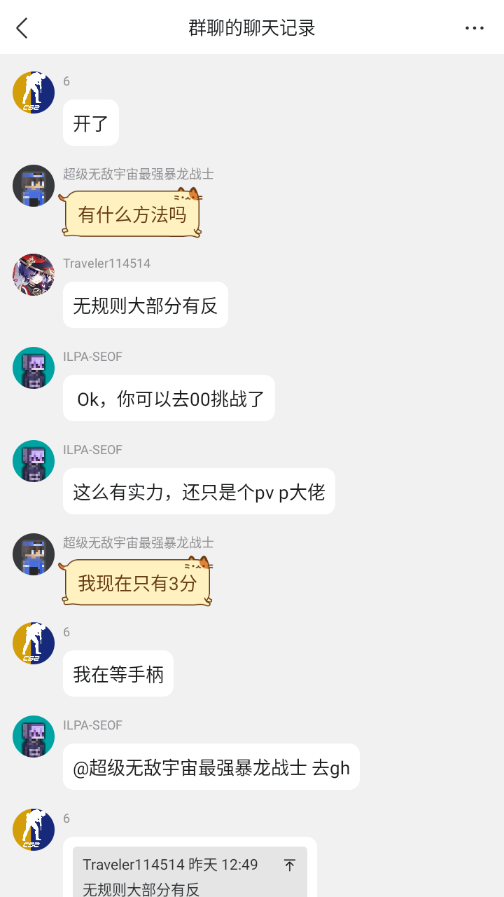 群聊的聊天记录
6
开了
超级无敌宇宙最强暴龙战士
有什么方法吗
Traveler114514
无规则大部分有反
ILPA-SEOF
Ok，你可以去00挑战了
ILPA-SEOF
这么有实力，还只是个pv p大佬
超级无敌宇宙最强暴龙战士
我现在只有3分
6
我在等手柄
ILPA-SEOF
@超级无敌宇宙最强暴龙战士 去gh
6
Traveler114514 昨天 12:49
无规则大部分有反